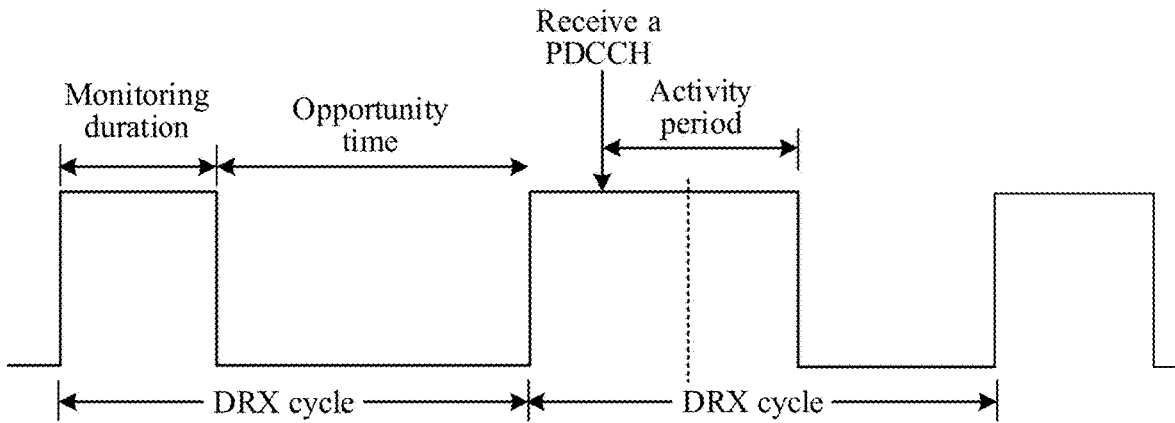 Receive a
PDCCH
Monitoring
duration
Opportunity
time
Activity
period
DRX cycle
DRX cycle